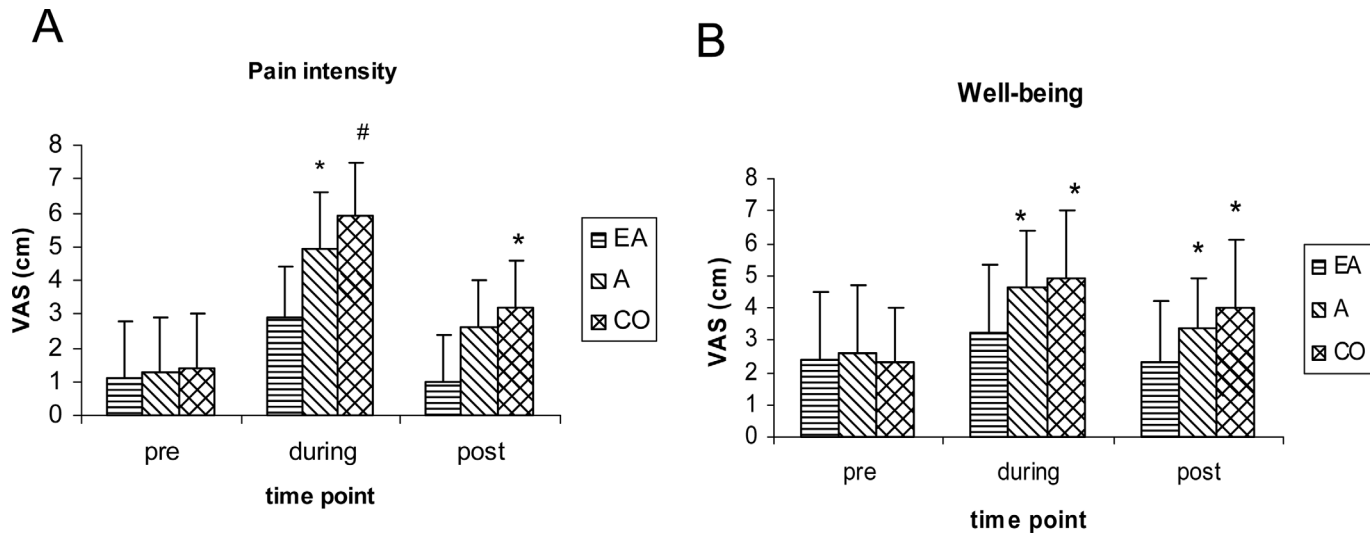 A
Pain intensity
#
*
*
8
7
6
5
4
3
2
1
0
VAS (cm)
pre during post
time point
EA
A
CO
B
Well-being
* *
* *
8
7
6
5
4
3
2
1
0
VAS (cm)
pre during post
time point
EA
A
CO